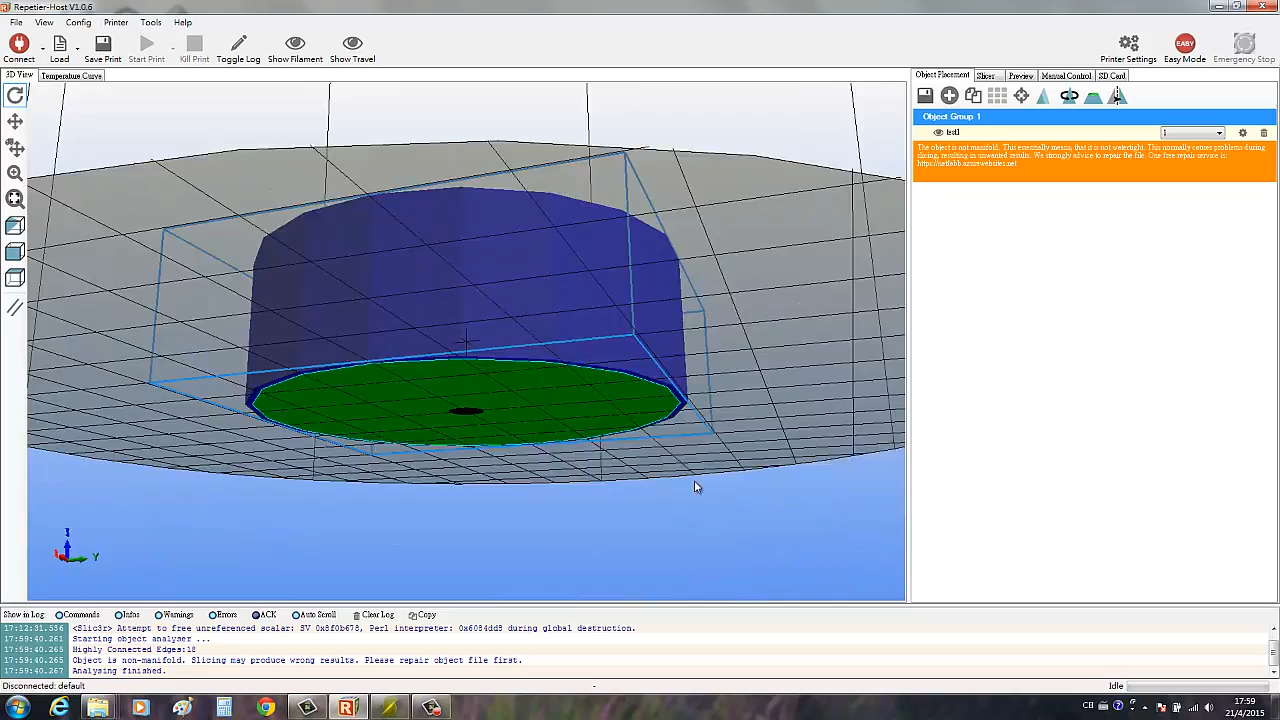 Repetier-Host V1.0.6
File View Config Printer Tools Help
Connect Load Save Print Start Print Kill Print Toggle Log Show Filament Show Travel Printer Settings EASY Easy Mode Emergency Stop
3D View Temperature Curve
Object Placement Slicer Preview Manual Control SD Card
Object Group 1
test1 1
The object is not manifold. This essentially means, that it is not watertight. This normally causes problems during
slicing, resulting in unwanted results. We strongly advice to repair the file. One free repair service is:
https://netfabb.azurewebsites.net
Y
Show in Log: Commands Infos Warnings Errors ACK Auto Scroll Clear Log Copy
17:12:31.536 <Slic3r> Attempt to free unreferenced scalar: SV 0x8f0b678, Perl interpreter: 0x6084dd8 during global destruction.
17:59:40.261 Starting object analyser ...
17:59:40.265 Highly Connected Edges:18
17:59:40.265 Object is non-manifold. Slicing may produce wrong results. Please repair object file first.
17:59:40.267 Analysing finished.
Disconnected: default - Idle
CB 17:59
21/4/2015